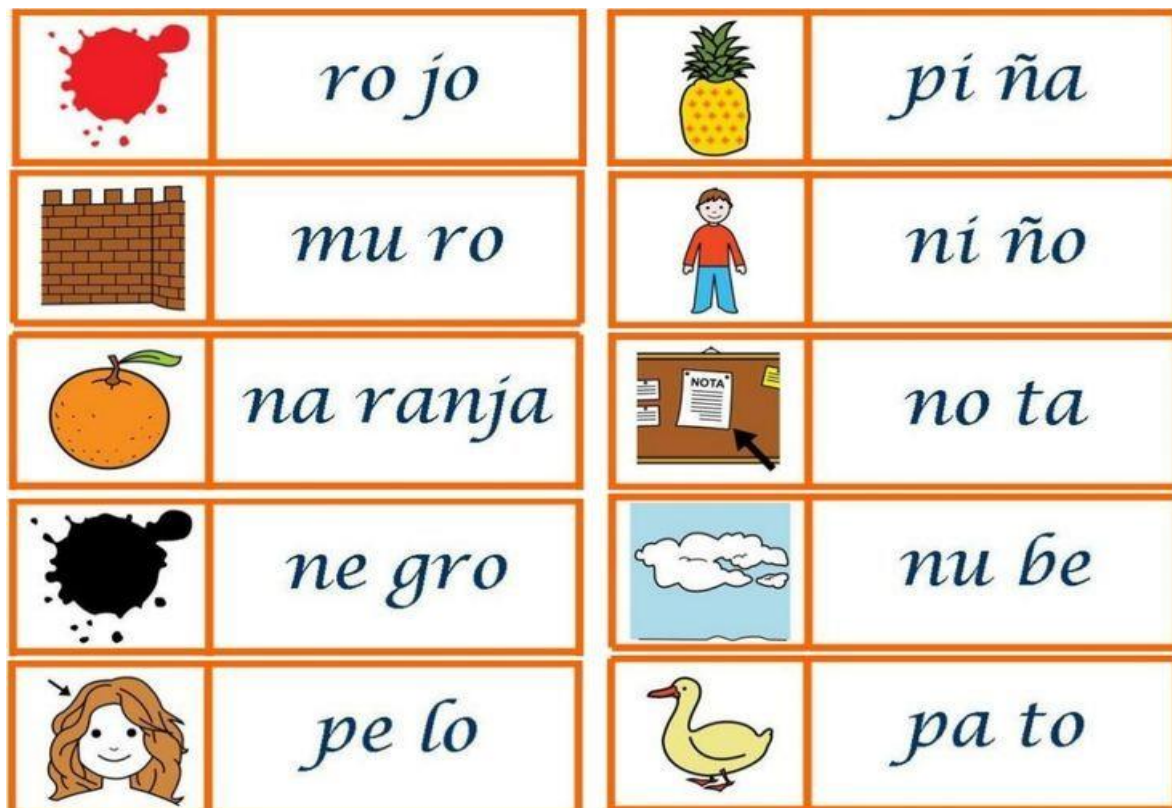 ro jo
mu ro
na ranja
ne gro
pe lo
pi ña
ni ño
NOTA
no ta
nu be
pa to